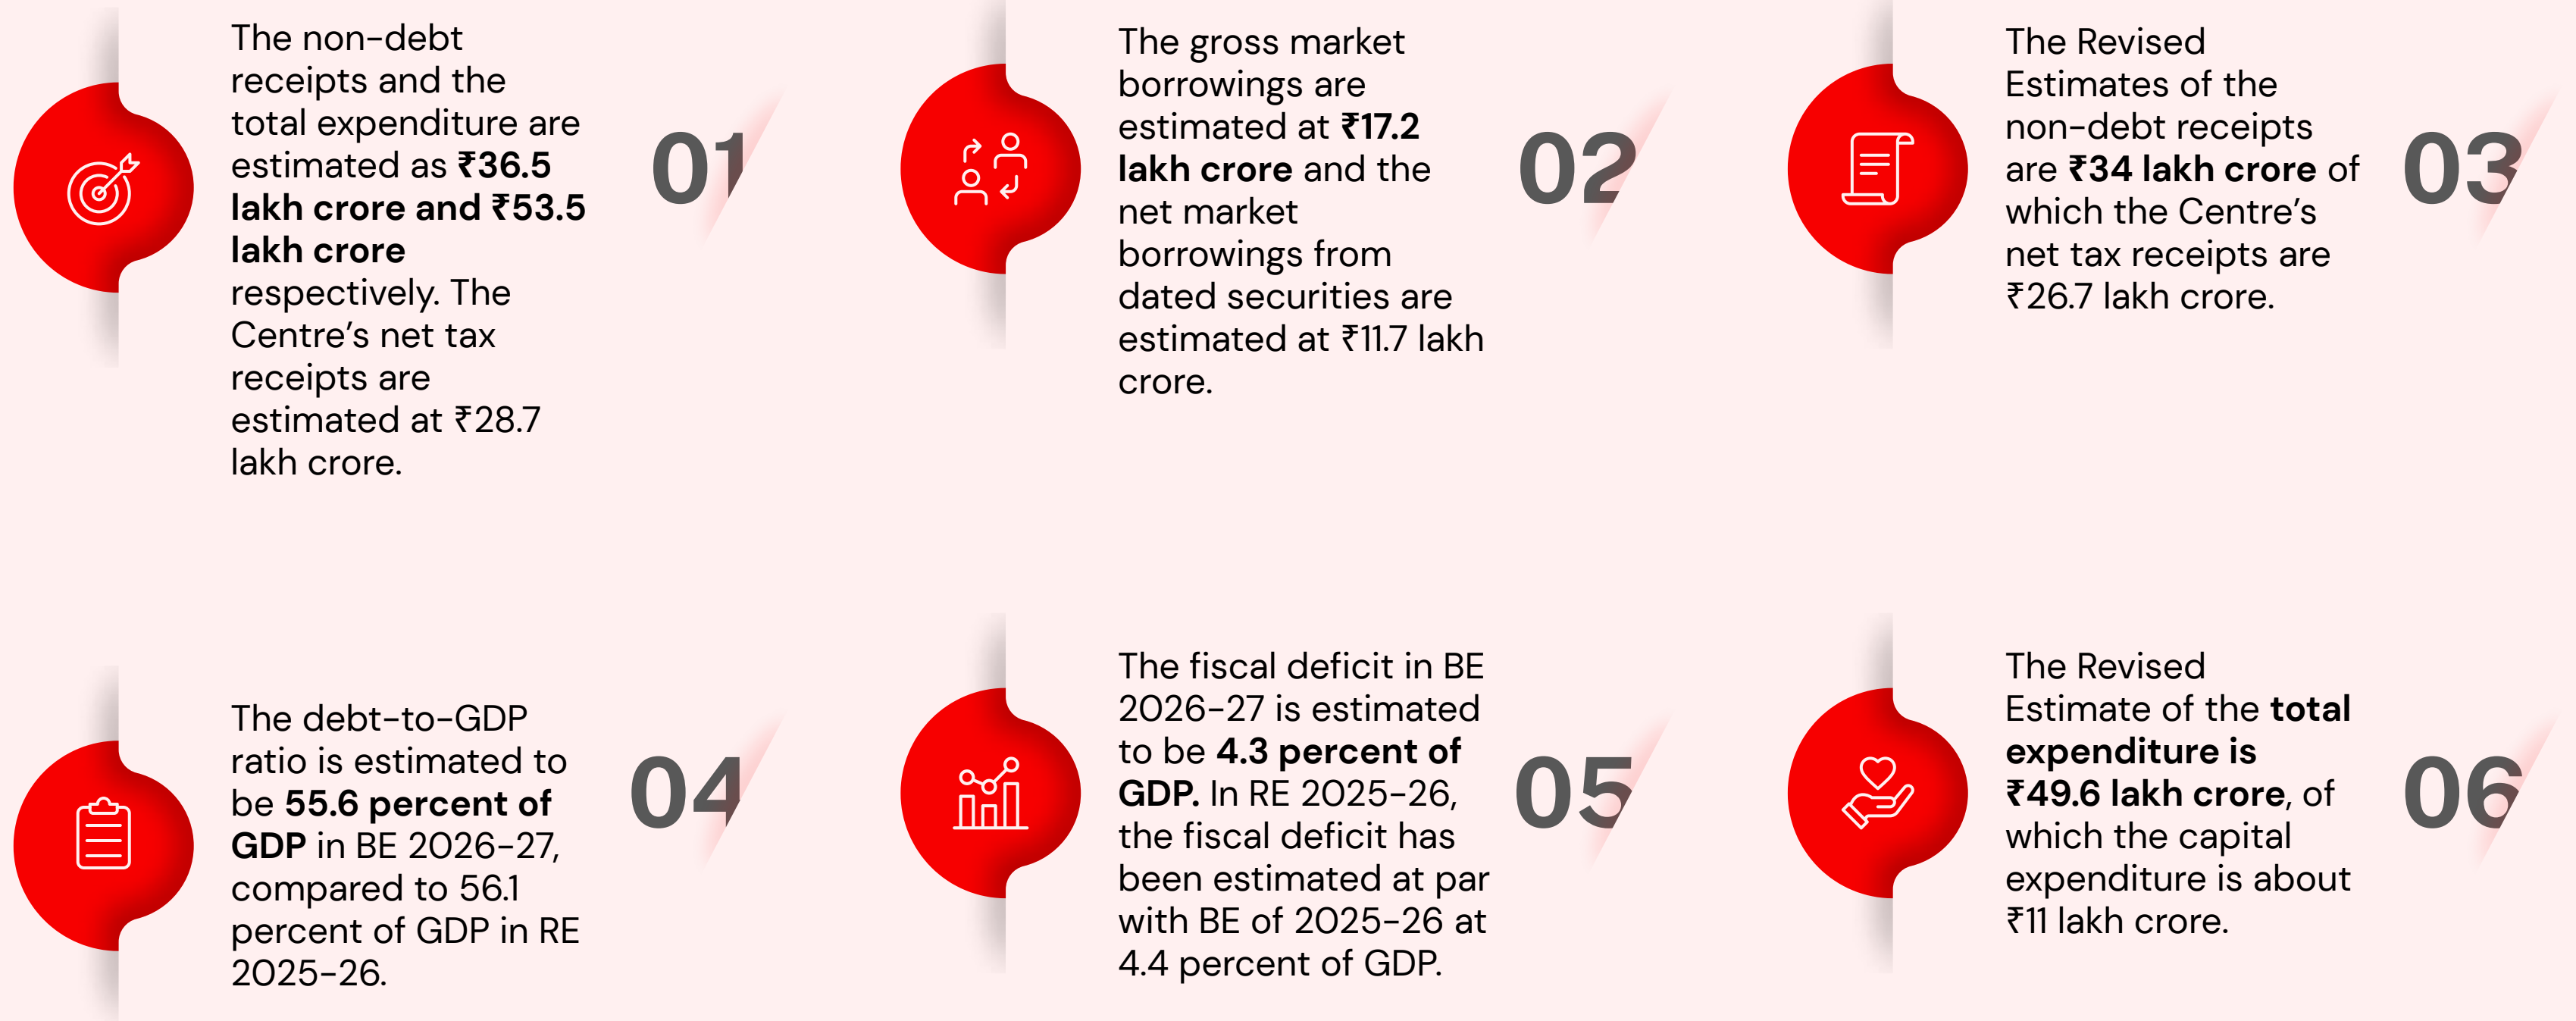 The non-debt
receipts and the
total expenditure are
estimated as ₹36.5
lakh crore and ₹53.5
lakh crore
respectively. The
Centre’s net tax
receipts are
estimated at ₹28.7
lakh crore.
01
The gross market
borrowings are
estimated at ₹17.2
lakh crore and the
net market
borrowings from
dated securities are
estimated at ₹11.7 lakh
crore.
02
The Revised
Estimates of the
non-debt receipts
are ₹34 lakh crore of
which the Centre’s
net tax receipts are
₹26.7 lakh crore.
03
The debt-to-GDP
ratio is estimated to
be 55.6 percent of
GDP in BE 2026-27,
compared to 56.1
percent of GDP in RE
2025-26.
04
The fiscal deficit in BE
2026-27 is estimated
to be 4.3 percent of
GDP. In RE 2025-26,
the fiscal deficit has
been estimated at par
with BE of 2025-26 at
4.4 percent of GDP.
05
The Revised
Estimate of the total
expenditure is
₹49.6 lakh crore, of
which the capital
expenditure is about
₹11 lakh crore.
06